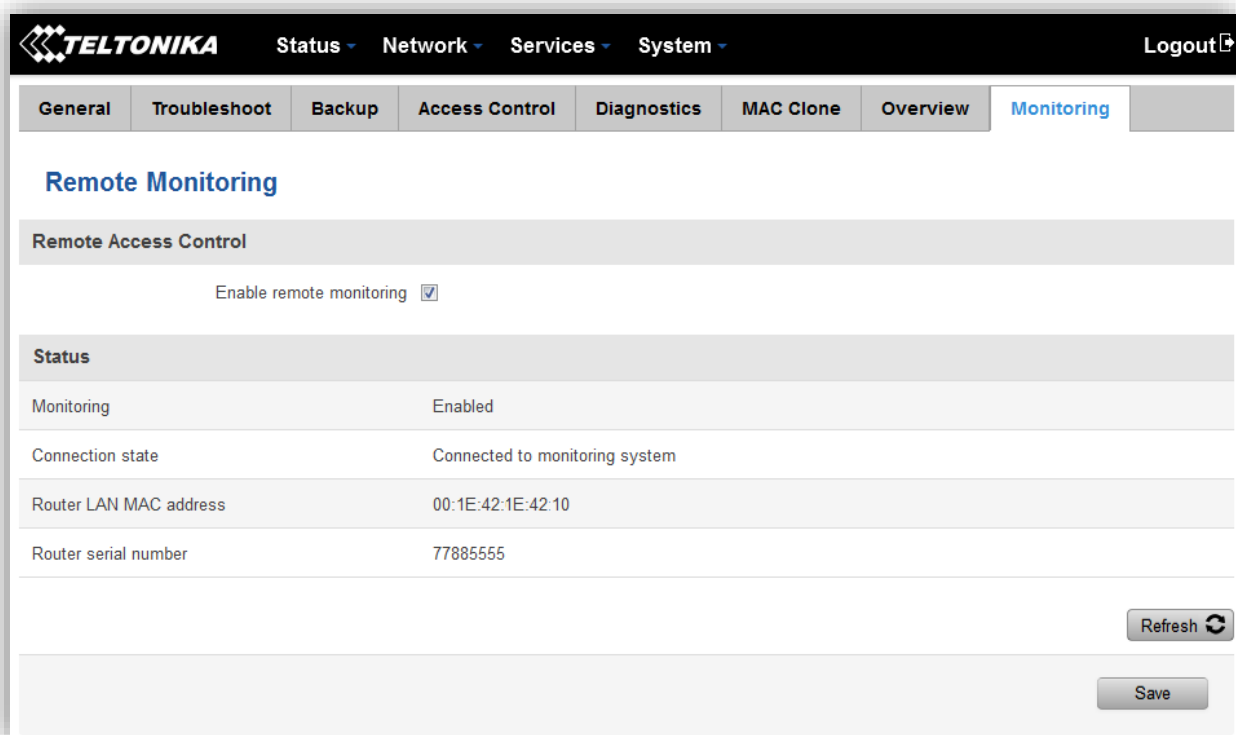 TELTONIKA Status Network Services System Logout
General Troubleshoot Backup Access Control Diagnostics MAC Clone Overview Monitoring
Remote Monitoring
Remote Access Control
Enable remote monitoring
Status
Monitoring Enabled
Connection state Connected to monitoring system
Router LAN MAC address 00:1E:42:1E:42:10
Router serial number 77885555
Refresh
Save